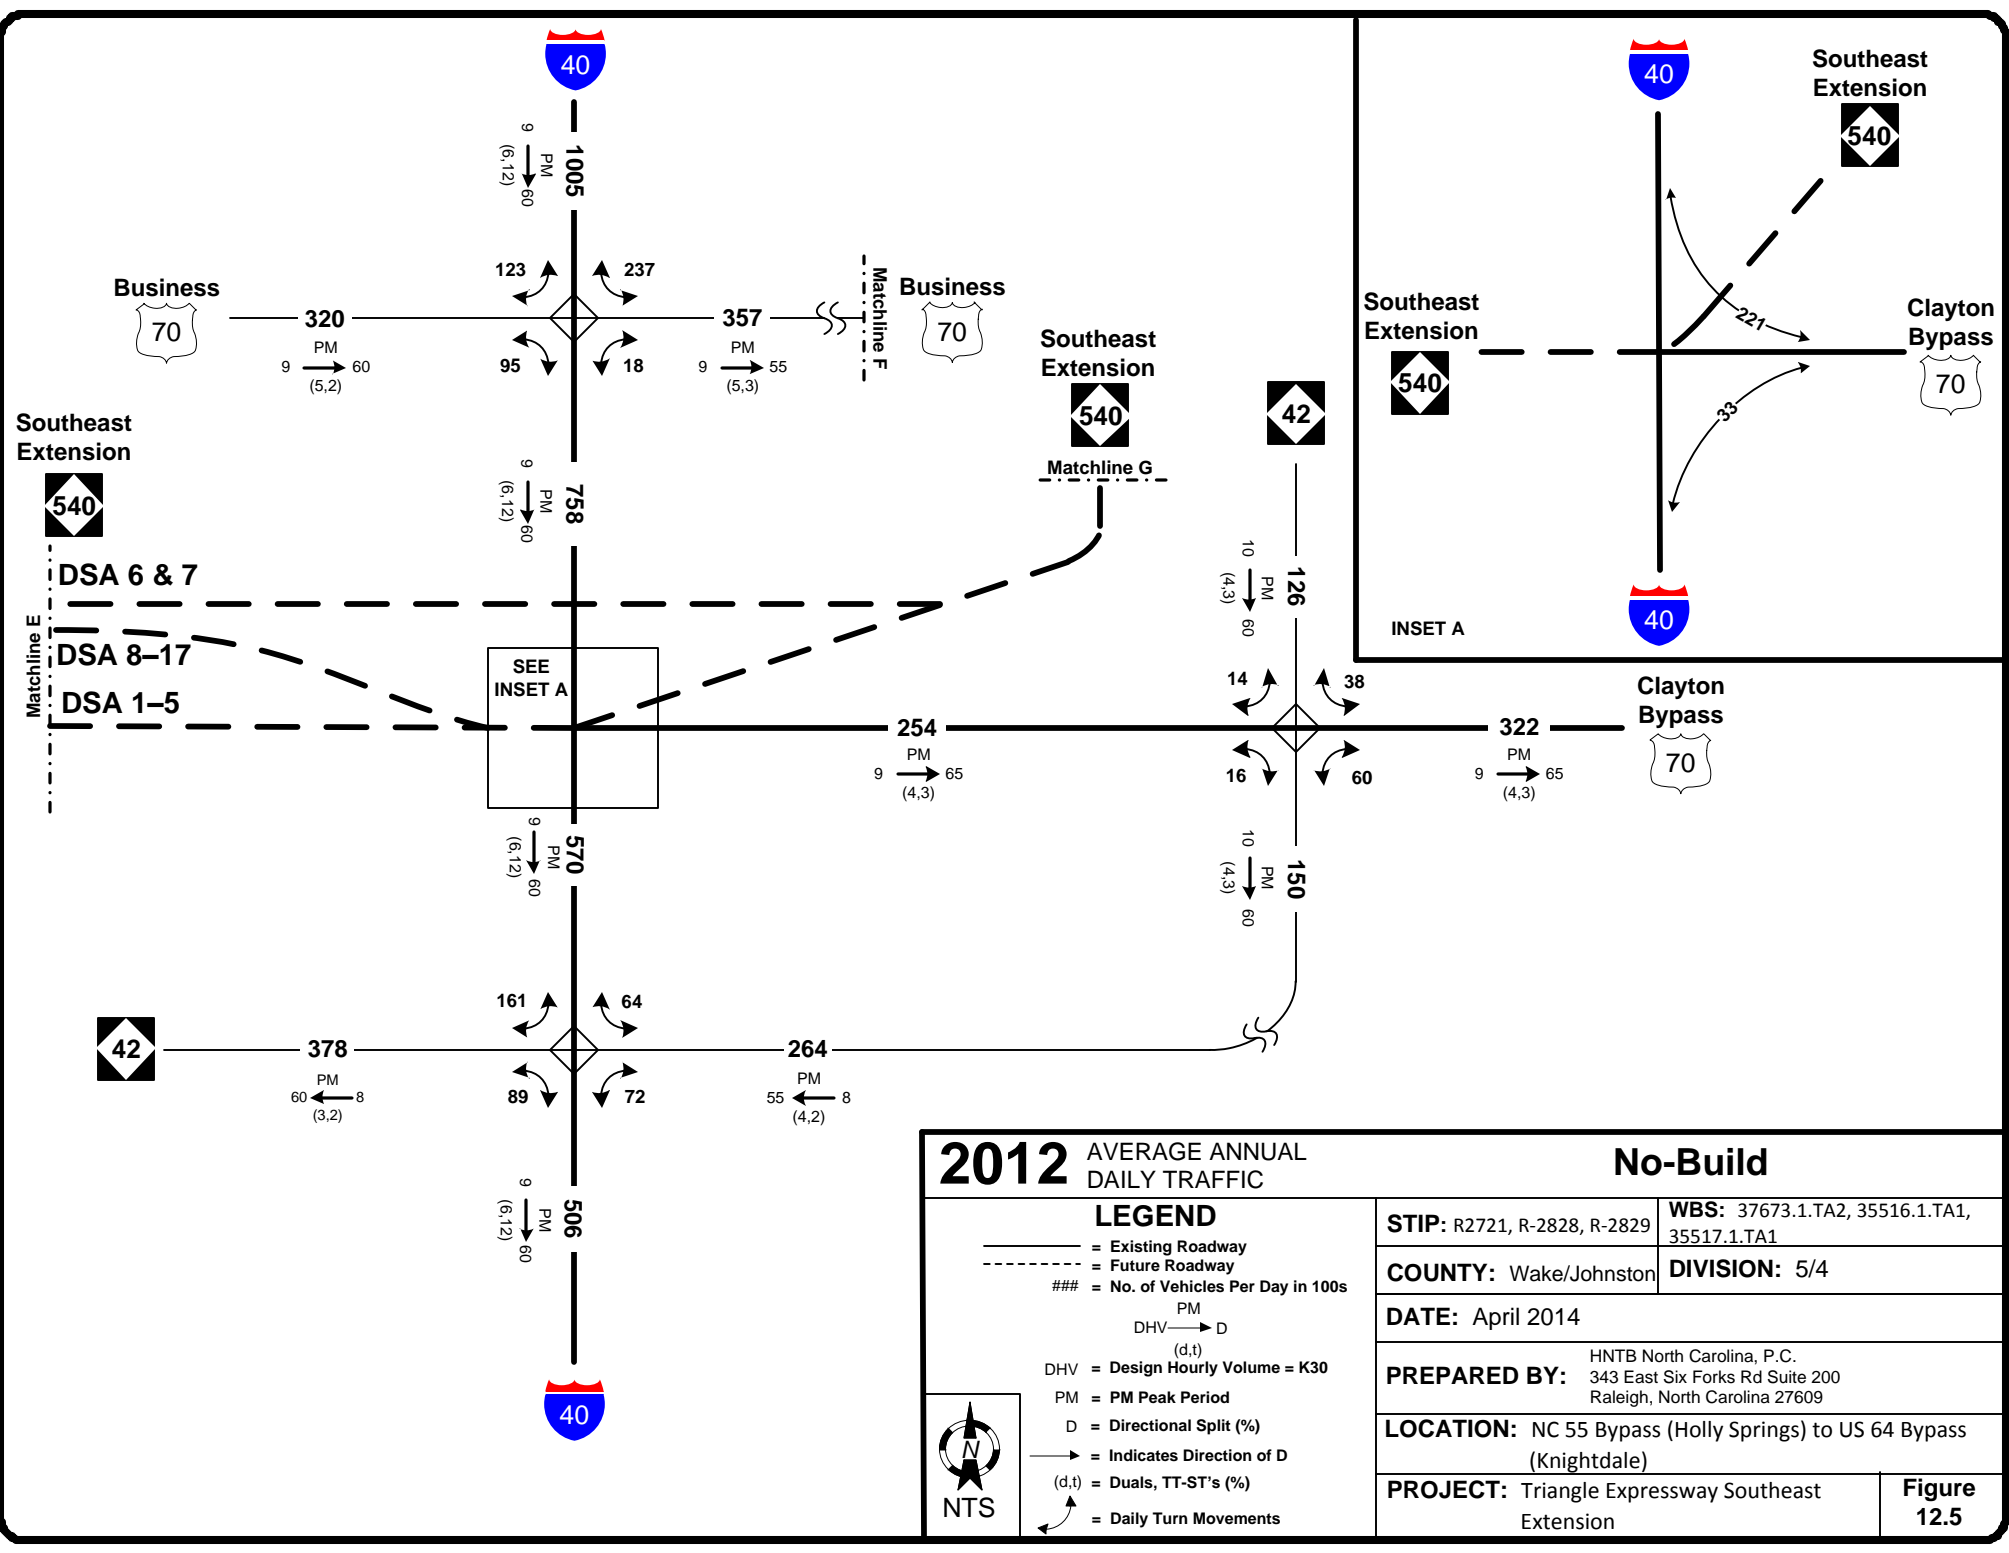 40
9
PM
(6,12)
60
1005
123
237
Business
70
320
PM
9
60
(5,2)
357
PM
9
55
(5,3)
95
18
Matchline F
Business
70
Southeast
Extension
540
Matchline G
42
Southeast
Extension
540
9
PM
(6,12)
60
758
DSA 6 & 7
DSA 8–17
DSA 1–5
Matchline E
SEE
INSET A
254
PM
9
65
(4,3)
10
PM
(4,3)
60
126
14
38
16
60
322
PM
9
65
(4,3)
Clayton
Bypass
70
9
PM
(6,12)
60
570
10
PM
(4,3)
60
150
161
64
89
72
42
378
PM
60
8
(3,2)
264
PM
55
8
(4,2)
9
PM
(6,12)
60
506
40
40
Southeast
Extension
540
Southeast
Extension
540
221
33
Clayton
Bypass
70
40
INSET A
2012 AVERAGE ANNUAL
DAILY TRAFFIC
No-Build
LEGEND
= Existing Roadway
= Future Roadway
### = No. of Vehicles Per Day in 100s
PM
DHV D
(d,t)
DHV = Design Hourly Volume = K30
PM = PM Peak Period
D = Directional Split (%)
= Indicates Direction of D
(d,t) = Duals, TT-ST's (%)
= Daily Turn Movements
N
NTS
STIP: R2721, R-2828, R-2829
WBS: 37673.1.TA2, 35516.1.TA1,
35517.1.TA1
COUNTY: Wake/Johnston
DIVISION: 5/4
DATE: April 2014
PREPARED BY: HNTB North Carolina, P.C.
343 East Six Forks Rd Suite 200
Raleigh, North Carolina 27609
LOCATION: NC 55 Bypass (Holly Springs) to US 64 Bypass
(Knightdale)
PROJECT: Triangle Expressway Southeast
Extension
Figure
12.5